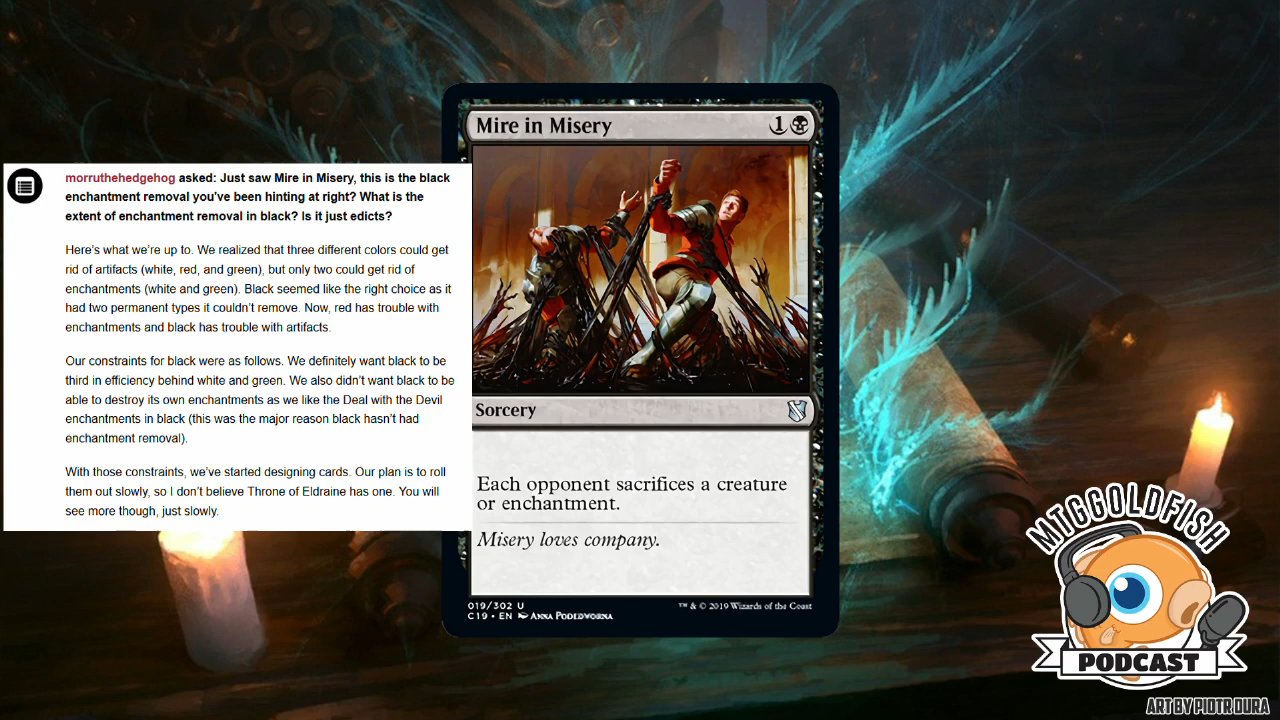 morruthehedgehog asked: Just saw Mire in Misery, this is the black
enchantment removal you've been hinting at right? What is the
extent of enchantment removal in black? Is it just edicts?
Here's what we're up to. We realized that three different colors could get
rid of artifacts (white, red, and green), but only two could get rid of
enchantments (white and green). Black seemed like the right choice as it
had two permanent types it couldn't remove. Now, red has trouble with
enchantments and black has trouble with artifacts.
Our constraints for black were as follows. We definitely want black to be
third in efficiency behind white and green. We also didn't want black to be
able to destroy its own enchantments as we like the Deal with the Devil
enchantments in black (this was the major reason black hasn't had
enchantment removal).
With those constraints, we've started designing cards. Our plan is to roll
them out slowly, so I don't believe Throne of Eldraine has one. You will
see more though, just slowly.
Mire in Misery 1
Sorcery
Each opponent sacrifices a creature
or enchantment.
Misery loves company.
019/302 U
C19 • EN Anna Podedworna
™ & © 2019 Wizards of the Coast
MTGGOLDFISH
PODCAST
ART BY PIOTR DURA